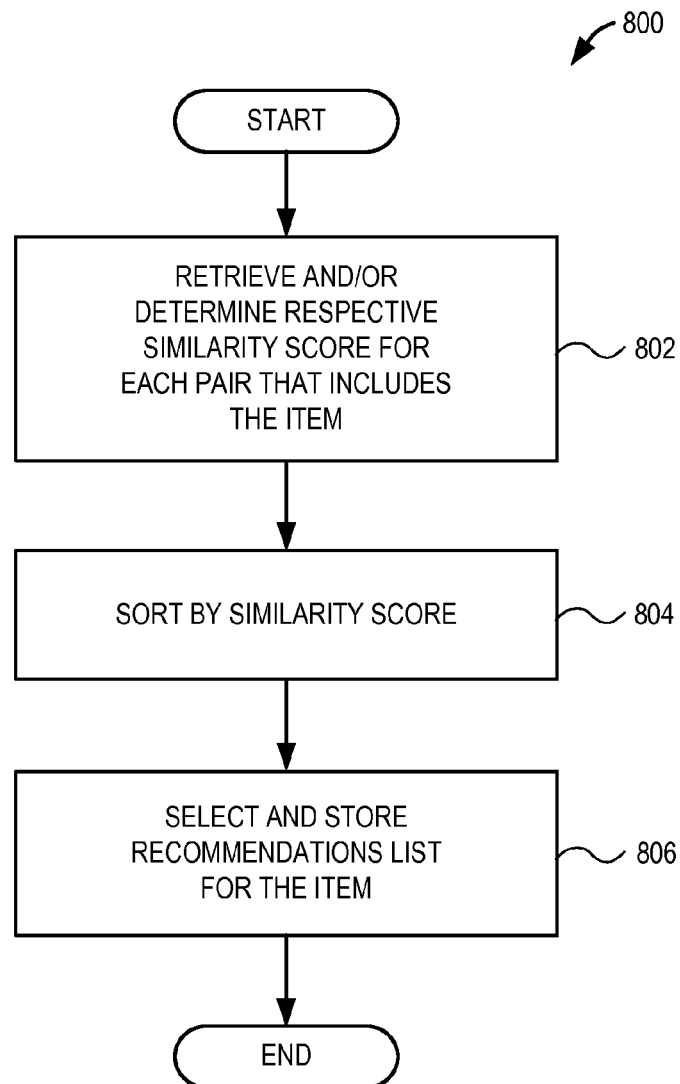 800
START
RETRIEVE AND/OR
DETERMINE RESPECTIVE
SIMILARITY SCORE FOR
EACH PAIR THAT INCLUDES
THE ITEM
802
SORT BY SIMILARITY SCORE
804
SELECT AND STORE
RECOMMENDATIONS LIST
FOR THE ITEM
806
END